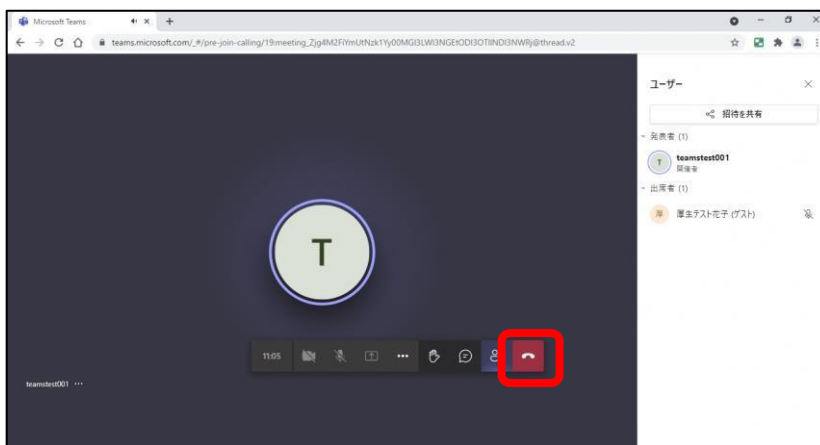 Microsoft Teams
teams.microsoft.com/_#/pre-join-calling/19:meeting_Zjg4M2FiYmUtNzk1Yy00MGI3LWI3NGEtODI3OTlINDI3NWRj@thread.v2
ユーザー
招待を共有
発表者 (1)
T
teamstest001
開催者
出席者 (1)
厚
厚生テスト花子 (ゲスト)
T
11:05
teamstest001